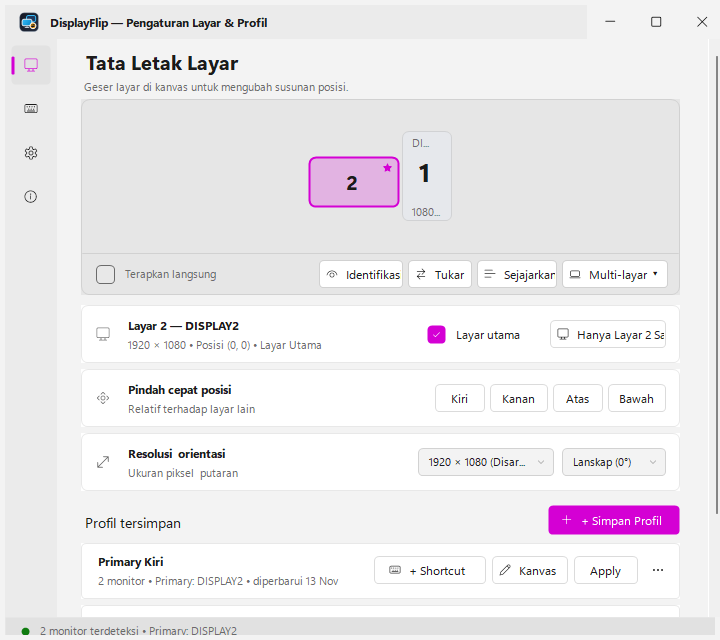 DisplayFlip — Pengaturan Layar & Profil
Tata Letak Layar
Geser layar di kanvas untuk mengubah susunan posisi.
DI...
2
1
1080...
Terapkan langsung
Identifikas
Tukar
Sejajarkan
Multi-layar
Layar 2 — DISPLAY2
1920 × 1080 • Posisi (0, 0) • Layar Utama
Layar utama
Hanya Layar 2 Sa
Pindah cepat posisi
Relatif terhadap layar lain
Kiri
Kanan
Atas
Bawah
Resolusi orientasi
Ukuran piksel putaran
1920 × 1080 (Disar...
Lanskap (0°)
Profil tersimpan
+ Simpan Profil
Primary Kiri
2 monitor • Primary: DISPLAY2 • diperbarui 13 Nov
+ Shortcut
Kanvas
Apply
2 monitor terdeteksi • Primary: DISPLAY2